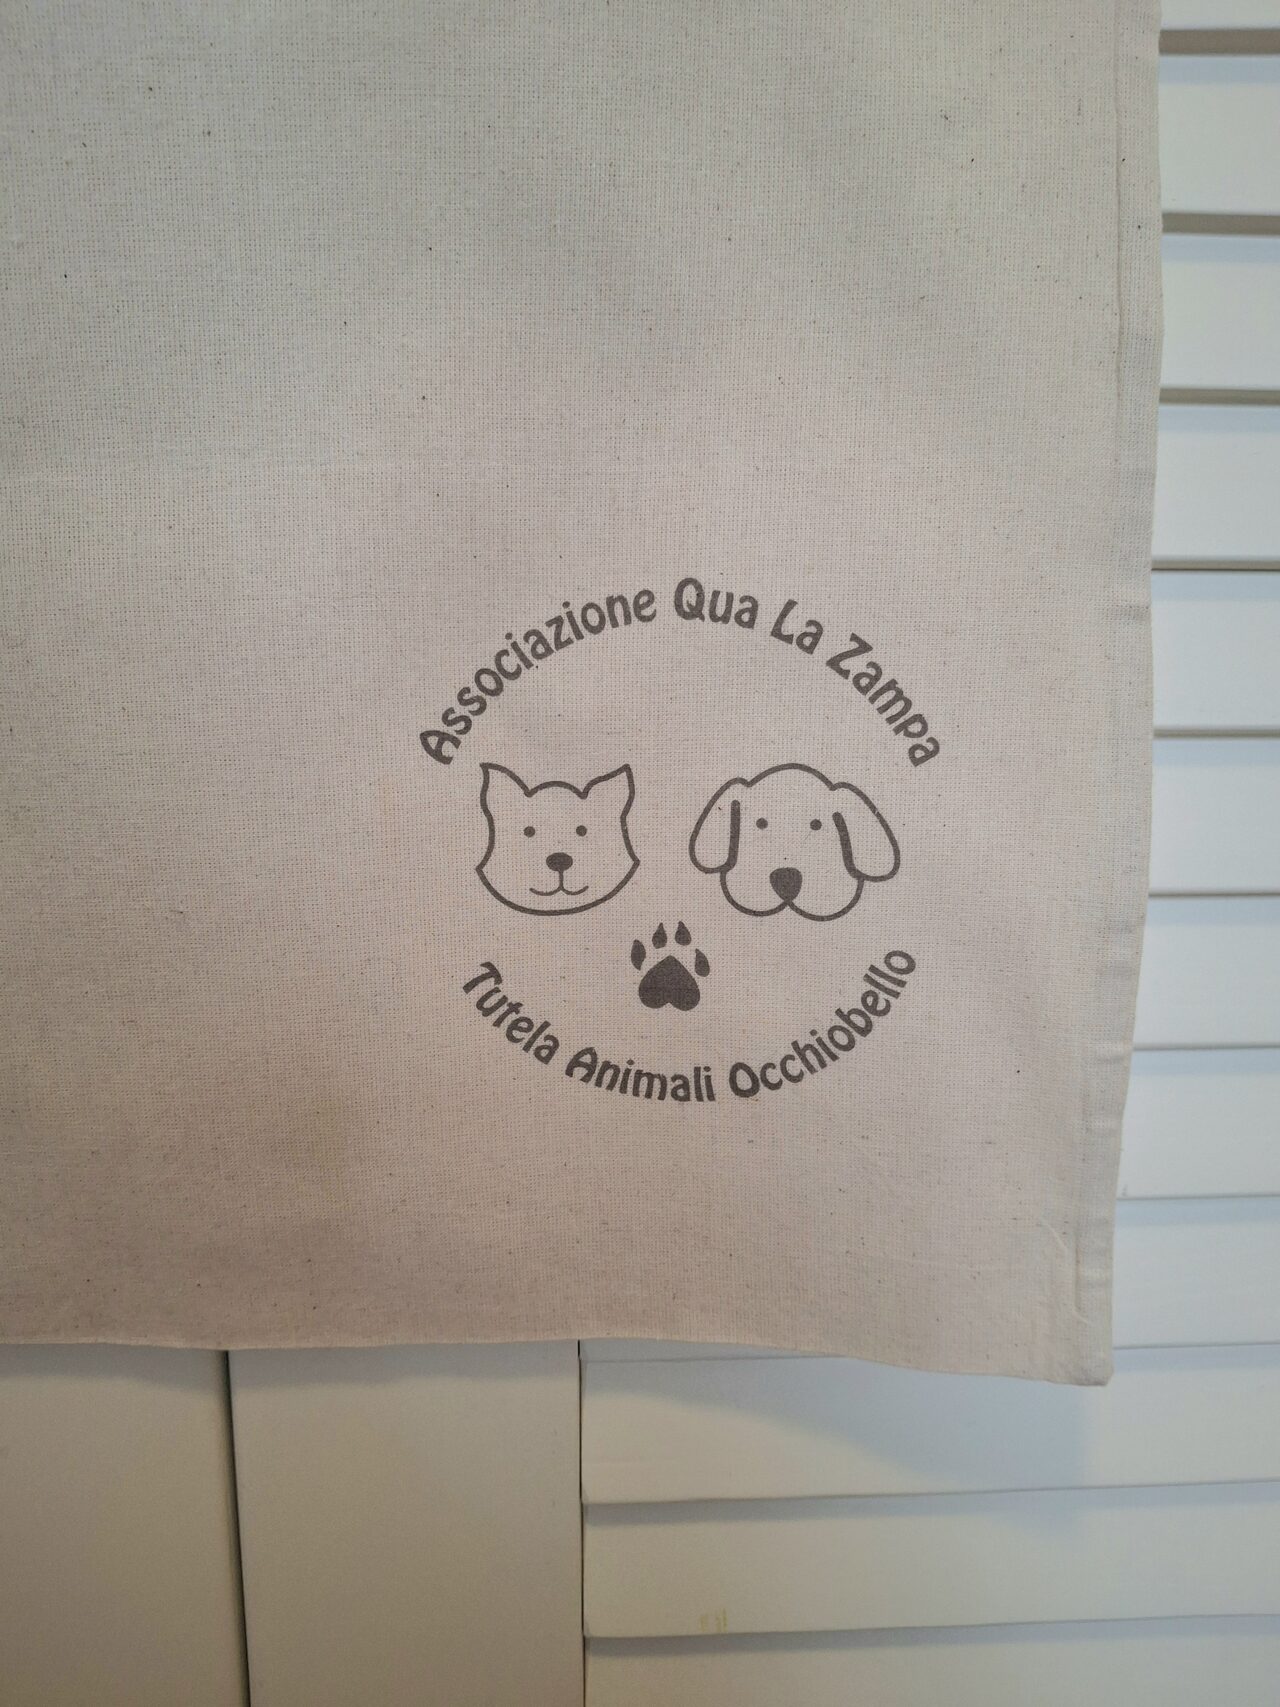 Associazione Qua La Zampa
Tutela Animali Occhiobello